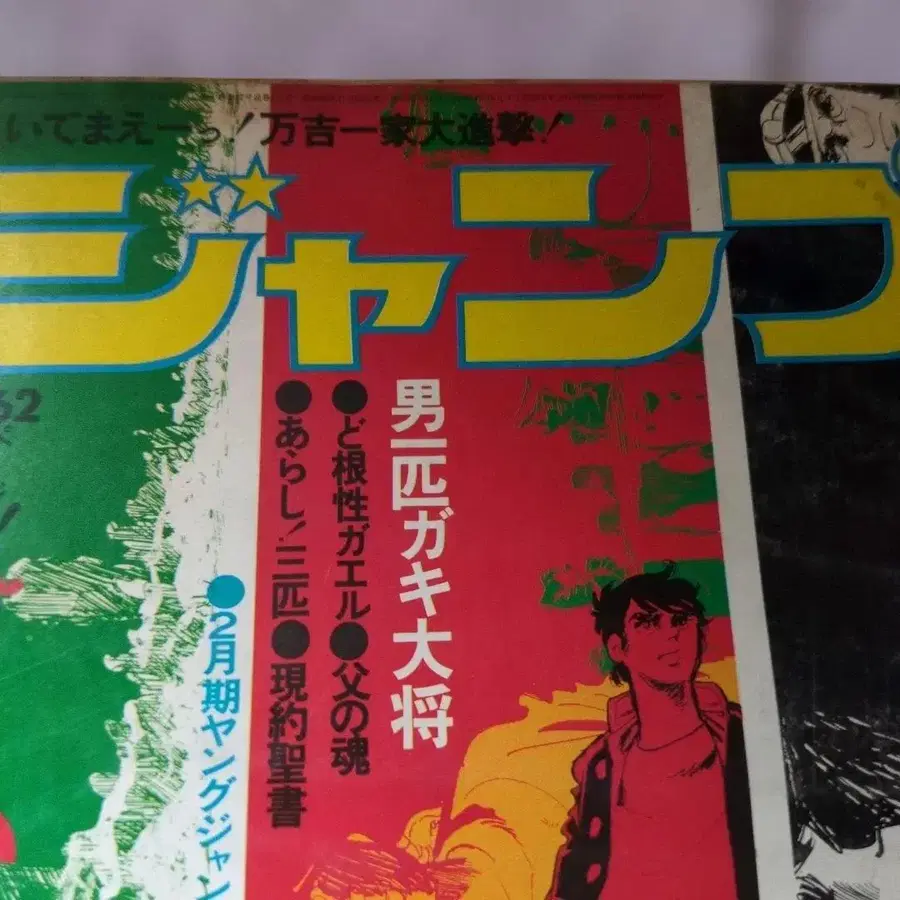 いてまえーっ!万吉一家大進撃!
ジャンプ
62
男一匹ガキ大将
●ど根性ガエル●父の魂
●あらし!三匹●現約聖書
●2月期ヤングジャン